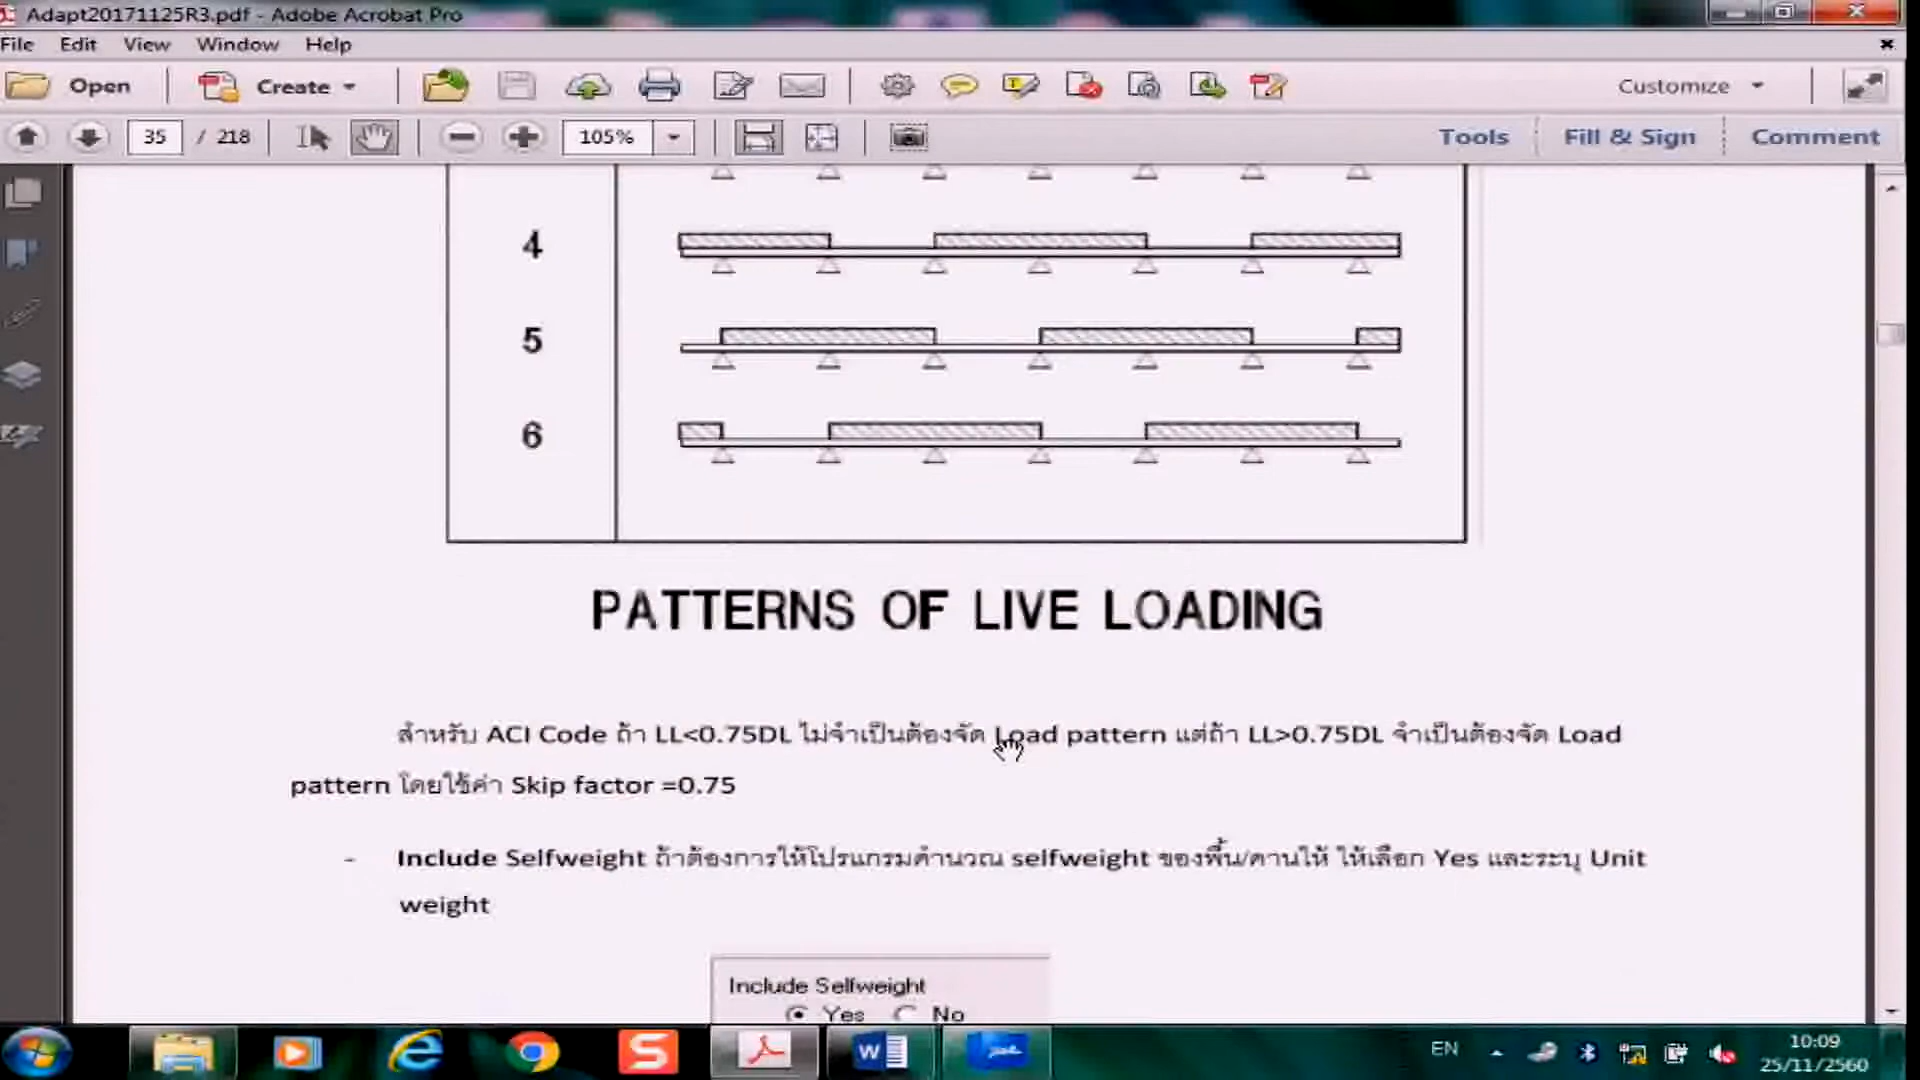 Adapt20171125R3.pdf - Adobe Acrobat Pro
File Edit View Window Help
Open Create Customize
35 / 218 105% Tools Fill & Sign Comment
4
5
6
PATTERNS OF LIVE LOADING
สำหรับ ACI Code ถ้า LL<0.75DL ไม่จำเป็นต้องจัด Load pattern แต่ถ้า LL>0.75DL จำเป็นต้องจัด Load
pattern โดยใช้ค่า Skip factor =0.75
- Include Selfweight ถ้าต้องการให้โปรแกรมคำนวณ selfweight ของพื้น/คานให้ ให้เลือก Yes และระบุ Unit
weight
Include Selfweight
Yes No
EN
10:09
25/11/2560